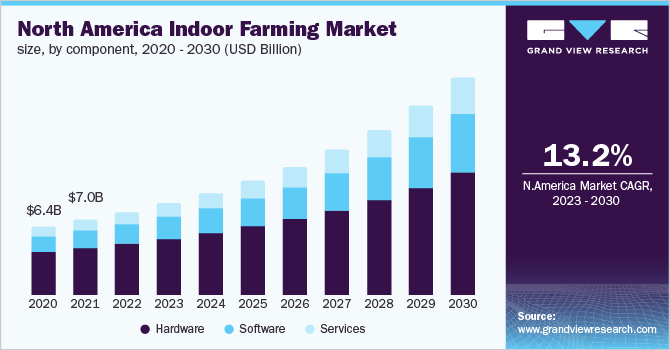 North America Indoor Farming Market
size, by component, 2020 - 2030 (USD Billion)
$6.4B
$7.0B
2020 2021 2022 2023 2024 2025 2026 2027 2028 2029 2030
Hardware Software Services
GRAND VIEW RESEARCH
13.2%
N.America Market CAGR,
2023 - 2030
Source:
www.grandviewresearch.com